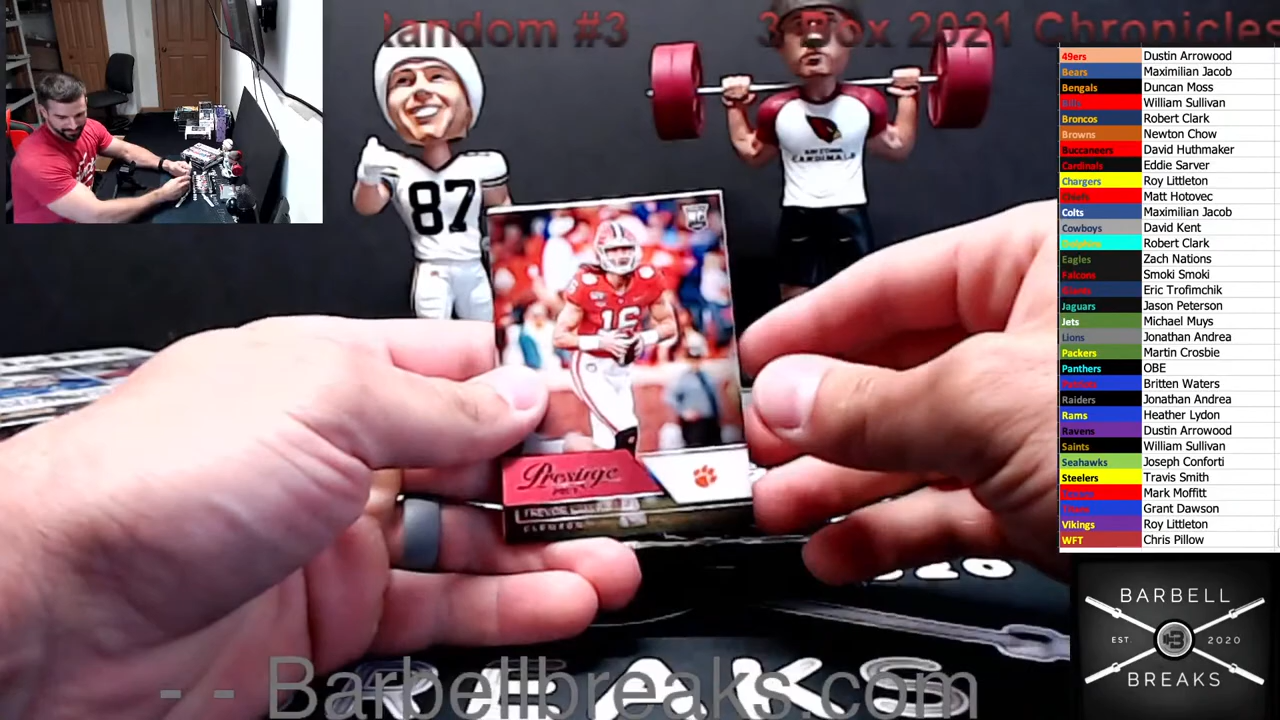 Random #3 3 Box 2021 Chronicles
49ers Dustin Arrowood
Bears Maximilian Jacob
Bengals Duncan Moss
Bills William Sullivan
Broncos Robert Clark
Browns Newton Chow
Buccaneers David Huthmaker
Cardinals Eddie Sarver
Chargers Roy Littleton
Chiefs Matt Hotovec
Colts Maximilian Jacob
Cowboys David Kent
Dolphins Robert Clark
Eagles Zach Nations
Falcons Smoki Smoki
Giants Eric Trofimchik
Jaguars Jason Peterson
Jets Michael Muys
Lions Jonathan Andrea
Packers Martin Crosbie
Panthers OBE
Patriots Britten Waters
Raiders Jonathan Andrea
Rams Heather Lydon
Ravens Dustin Arrowood
Saints William Sullivan
Seahawks Joseph Conforti
Steelers Travis Smith
Texans Mark Moffitt
Titans Grant Dawson
Vikings Roy Littleton
WFT Chris Pillow
87
CARDINALS
RC
16
Prestige
TREVOR
CLEMSON
2020
BREAKS
- - Barbellbreaks.com
BARBELL
EST. 2020
BREAKS